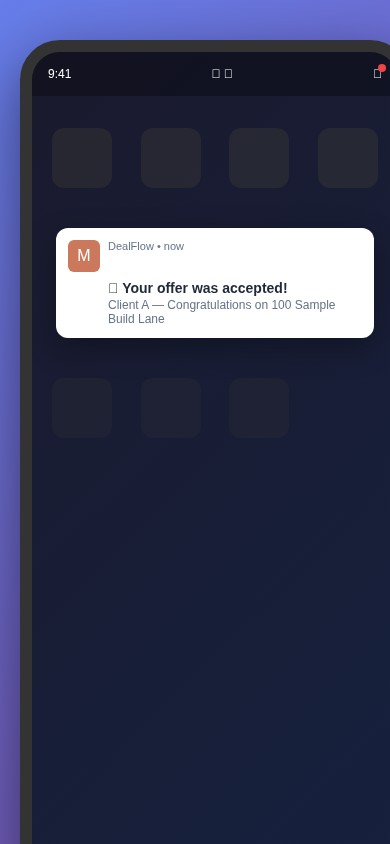 9:41
M
DealFlow • now
Your offer was accepted!
Client A — Congratulations on 100 Sample
Build Lane